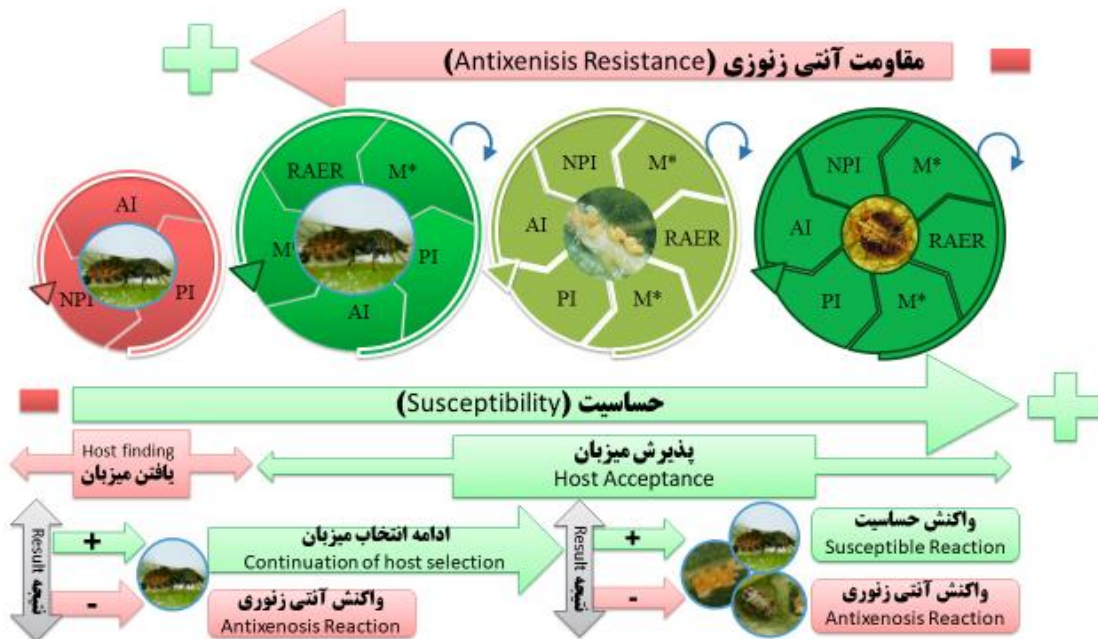 مقاومت آنتی زنوزی (Antixenisis Resistance)
AI
PI
NPI
RAER
M*
PI
AI
M*
NPI
M*
RAER
M*
PI
AI
NPI
M*
RAER
M*
PI
AI
حساسیت (Susceptibility)
Host finding
یافتن میزبان
پذیرش میزبان
Host Acceptance
نتیجه Result
+
ادامه انتخاب میزبان
Continuation of host selection
-
واکنش آنتی زنوری
Antixenosis Reaction
نتیجه Result
+
واکنش حساسیت
Susceptible Reaction
-
واکنش آنتی زنوری
Antixenosis Reaction